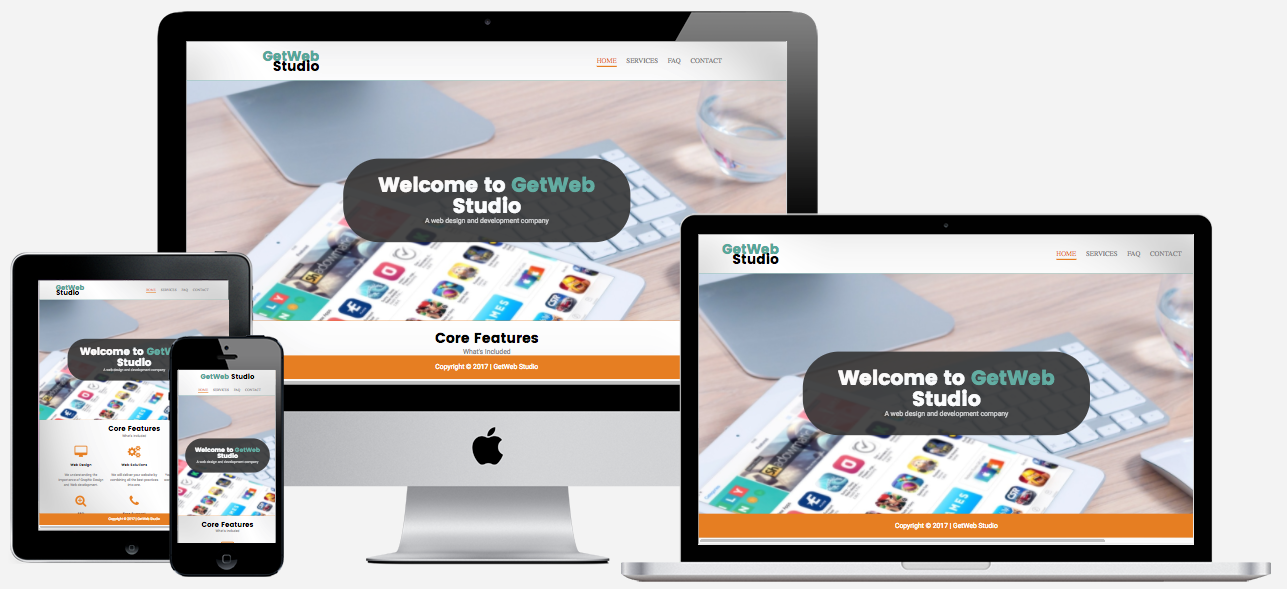 GetWeb
Studio
HOME SERVICES FAQ CONTACT
Welcome to GetWeb
Studio
A web design and development company
Core Features
What's Included
Copyright © 2017 | GetWeb Studio
GetWeb
Studio
HOME SERVICES FAQ CONTACT
Welcome to GetWeb
Studio
A web design and development company
Copyright © 2017 | GetWeb Studio
GetWeb
Studio
HOME SERVICES FAQ CONTACT
Welcome to GetW
Studio
A web design and development company
Core Features
What's Included
Web Design
Web Solutions
Copyright © 2017 | GetWeb Studio
GetWeb Studio
HOME SERVICES FAQ CONTACT
Welcome to GetWeb
Studio
A web design and development company
Core Features
What's Included